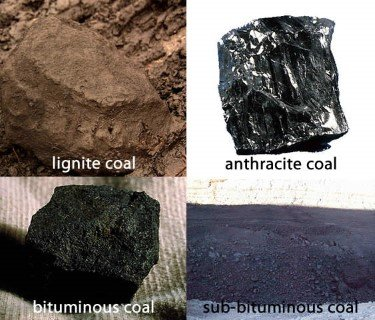 lignite coal
anthracite coal
bituminous coal
sub-bituminous coal